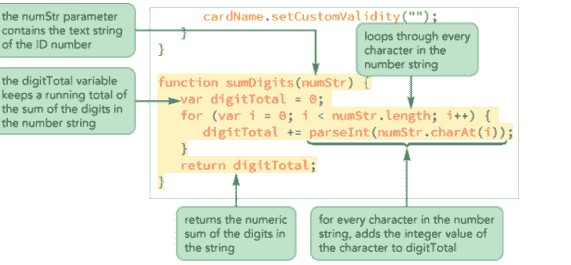 the numStr parameter
contains the text string
of the ID number
cardName.setCustomValidity("");
}
}
loops through every
character in the
number string
the digitTotal variable
keeps a running total of
the sum of the digits in
the number string
function sumDigits(numStr) {
var digitTotal = 0;
for (var i = 0; i < numStr.length; i++) {
digitTotal += parseInt(numStr.charAt(i));
}
return digitTotal;
}
returns the numeric
sum of the digits in
the string
for every character in the number
string, adds the integer value of
the character to digitTotal